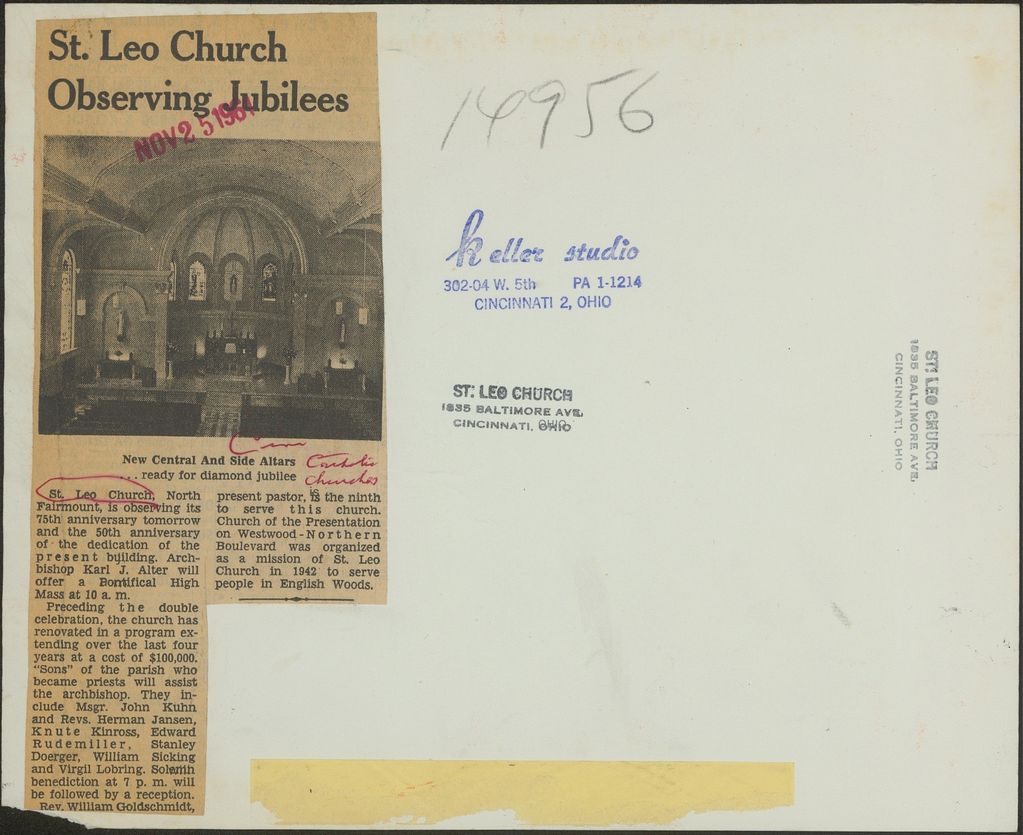 St. Leo Church
Observing Jubilees
NOV 25 1961
New Central And Side Altars
... ready for diamond jubilee
Cinn
Catholic
Churches
St. Leo Church, North
Fairmount, is observing its
75th anniversary tomorrow
and the 50th anniversary
of the dedication of the
present building. Arch-
bishop Karl J. Alter will
offer a Pontifical High
Mass at 10 a. m.
Preceding the double
celebration, the church has
renovated in a program ex-
tending over the last four
years at a cost of $100,000.
"Sons" of the parish who
became priests will assist
the archbishop. They in-
clude Msgr. John Kuhn
and Revs. Herman Jansen,
Knute Kinross, Edward
Rudemiller, Stanley
Doerger, William Sicking
and Virgil Lobring. Solemn
benediction at 7 p. m. will
be followed by a reception.
Rev. William Goldschmidt,
present pastor, is the ninth
to serve this church.
Church of the Presentation
on Westwood-Northern
Boulevard was organized
as a mission of St. Leo
Church in 1942 to serve
people in English Woods.
14956
Keller studio
302-04 W. 5th PA 1-1214
CINCINNATI 2, OHIO
ST. LEO CHURCH
1835 BALTIMORE AVE.
CINCINNATI, OHIO
ST. LEO CHURCH
1835 BALTIMORE AVE.
CINCINNATI, OHIO